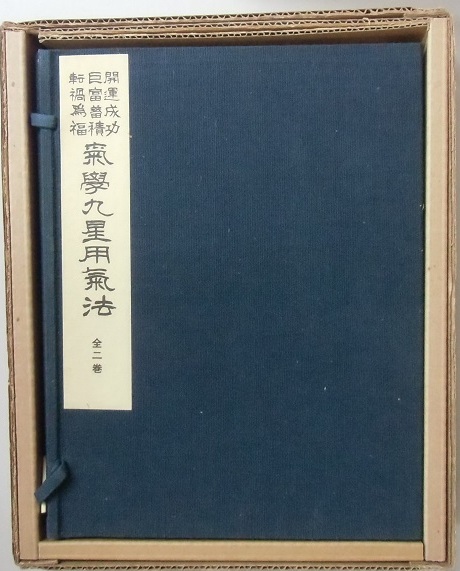 開運成功
巨富蓄積
転禍為福
気學九星用氣法
全二巻